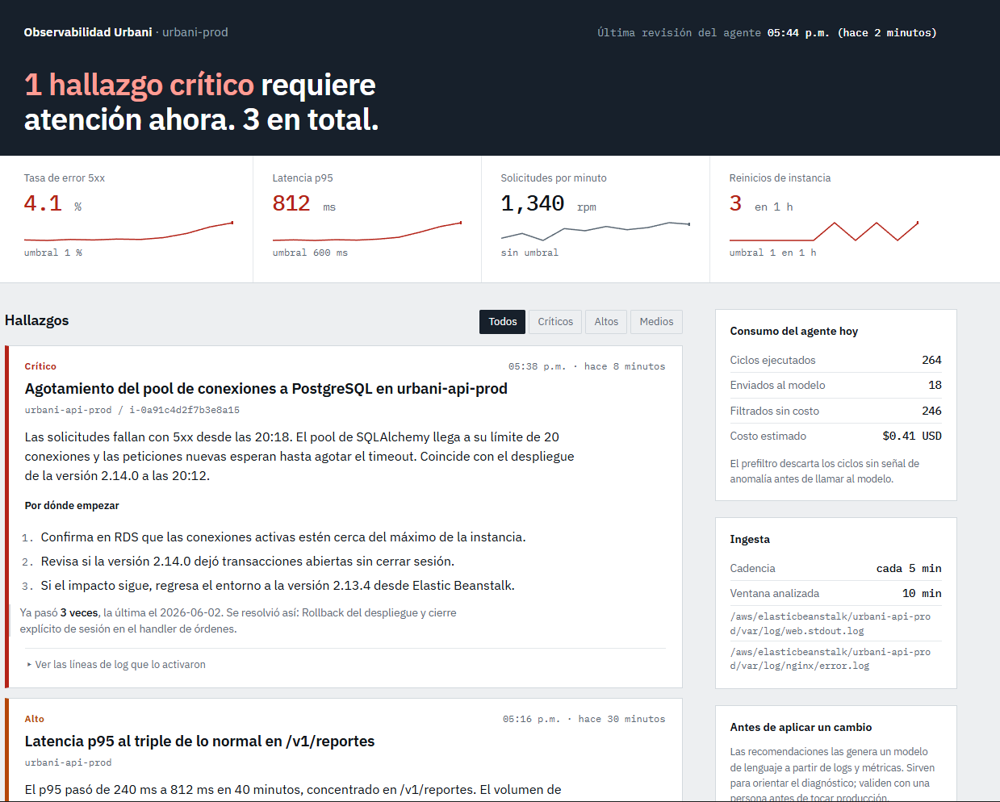 Observabilidad Urbani · urbani-prod
Última revisión del agente 05:44 p.m. (hace 2 minutos)
1 hallazgo crítico requiere
atención ahora. 3 en total.
Tasa de error 5xx
4.1 %
umbral 1 %
Latencia p95
812 ms
umbral 600 ms
Solicitudes por minuto
1,340 rpm
sin umbral
Reinicios de instancia
3 en 1 h
umbral 1 en 1 h
Hallazgos
Todos Críticos Altos Medios
Crítico
05:38 p.m. · hace 8 minutos
Agotamiento del pool de conexiones a PostgreSQL en urbani-api-prod
urbani-api-prod / i-0a91c4d2f7b3e8a15
Las solicitudes fallan con 5xx desde las 20:18. El pool de SQLAlchemy llega a su límite de 20
conexiones y las peticiones nuevas esperan hasta agotar el timeout. Coincide con el despliegue
de la versión 2.14.0 a las 20:12.
Por dónde empezar
1. Confirma en RDS que las conexiones activas estén cerca del máximo de la instancia.
2. Revisa si la versión 2.14.0 dejó transacciones abiertas sin cerrar sesión.
3. Si el impacto sigue, regresa el entorno a la versión 2.13.4 desde Elastic Beanstalk.
Ya pasó 3 veces, la última el 2026-06-02. Se resolvió así: Rollback del despliegue y cierre
explícito de sesión en el handler de órdenes.
▸ Ver las líneas de log que lo activaron
Alto
05:16 p.m. · hace 30 minutos
Latencia p95 al triple de lo normal en /v1/reportes
urbani-api-prod
El p95 pasó de 240 ms a 812 ms en 40 minutos, concentrado en /v1/reportes. El volumen de
Consumo del agente hoy
Ciclos ejecutados 264
Enviados al modelo 18
Filtrados sin costo 246
Costo estimado $0.41 USD
El prefiltro descarta los ciclos sin señal de
anomalía antes de llamar al modelo.
Ingesta
Cadencia cada 5 min
Ventana analizada 10 min
/aws/elasticbeanstalk/urbani-api-pro
d/var/log/web.stdout.log
/aws/elasticbeanstalk/urbani-api-pro
d/var/log/nginx/error.log
Antes de aplicar un cambio
Las recomendaciones las genera un modelo
de lenguaje a partir de logs y métricas. Sirven
para orientar el diagnóstico; validen con una
persona antes de tocar producción.